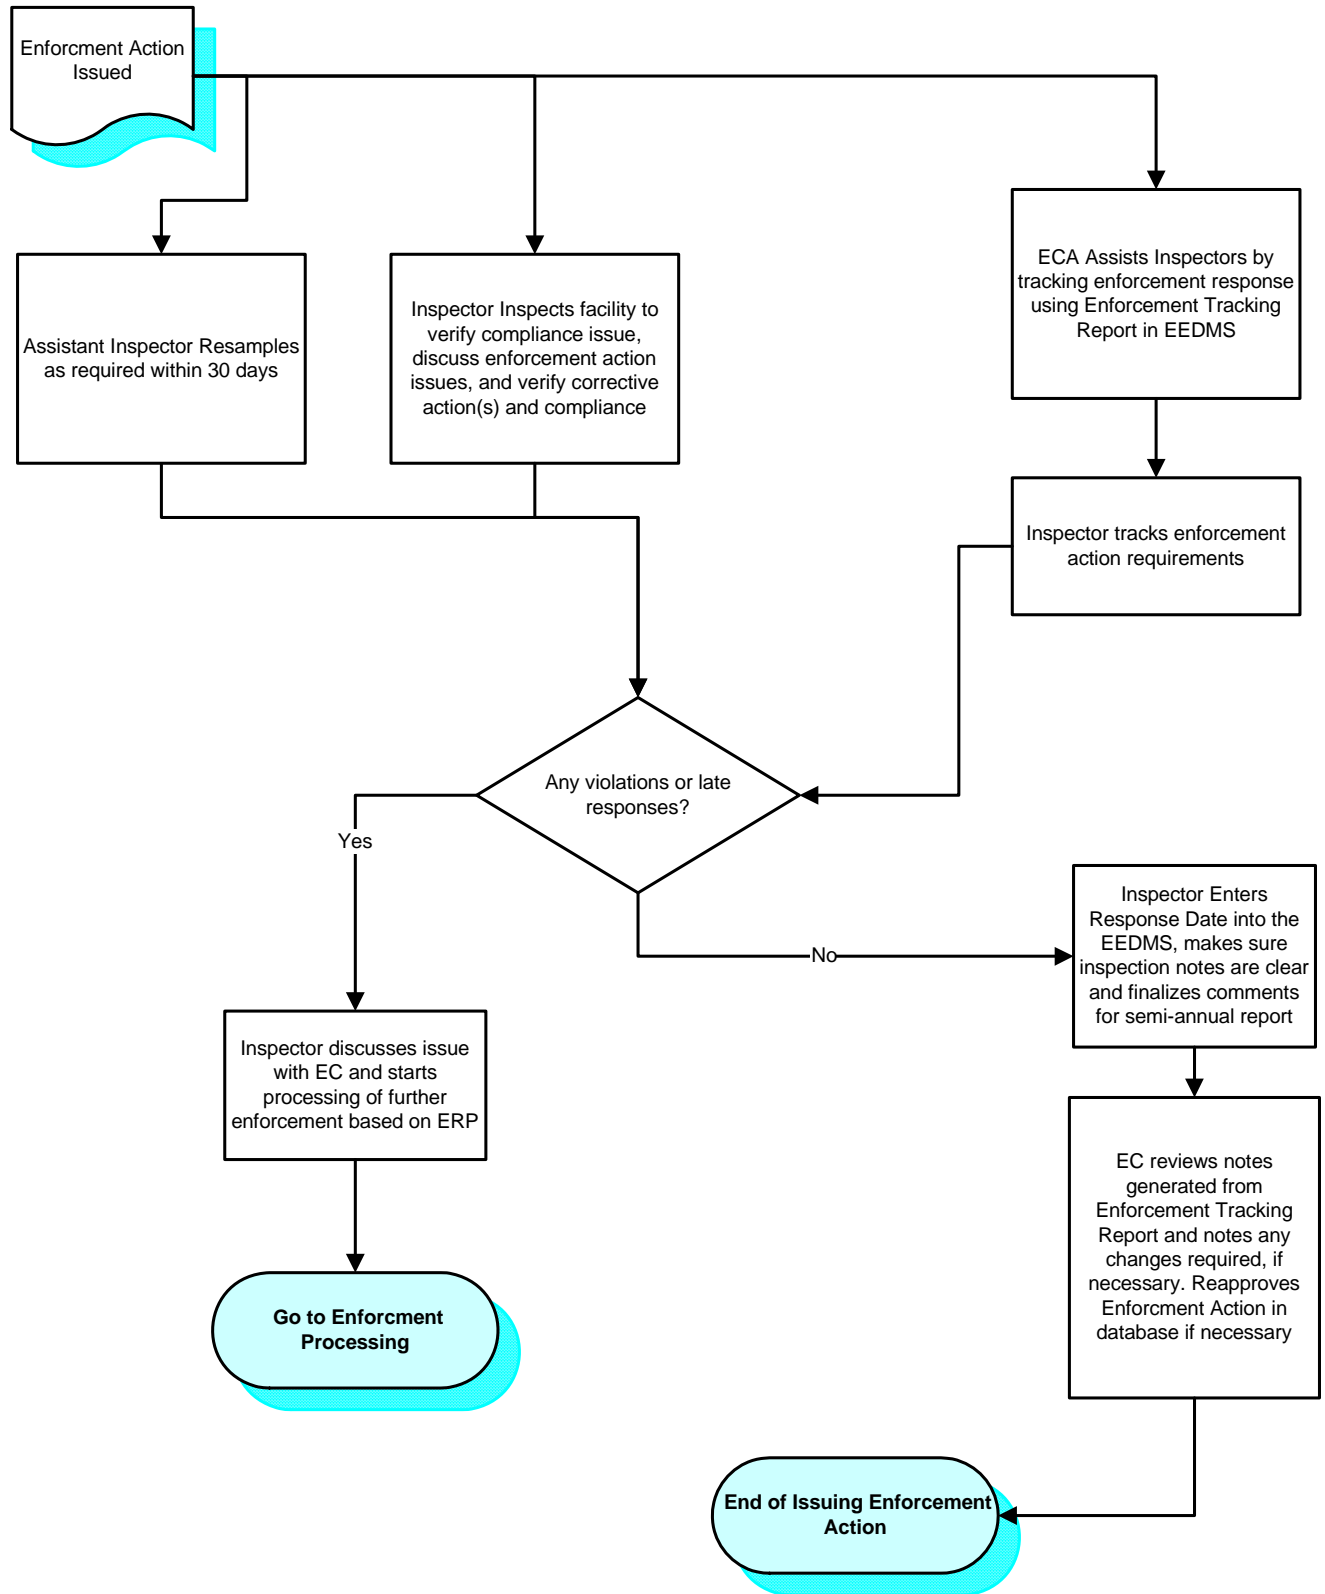 Enforcment Action
Issued
Assistant Inspector Resamples
as required within 30 days
Inspector Inspects facility to
verify compliance issue,
discuss enforcement action
issues, and verify corrective
action(s) and compliance
ECA Assists Inspectors by
tracking enforcement response
using Enforcement Tracking
Report in EEDMS
Inspector tracks enforcement
action requirements
Any violations or late
responses?
Yes
No
Inspector Enters
Response Date into the
EEDMS, makes sure
inspection notes are clear
and finalizes comments
for semi-annual report
Inspector discusses issue
with EC and starts
processing of further
enforcement based on ERP
EC reviews notes
generated from
Enforcement Tracking
Report and notes any
changes required, if
necessary. Reapproves
Enforcment Action in
database if necessary
Go to Enforcment
Processing
End of Issuing Enforcement
Action